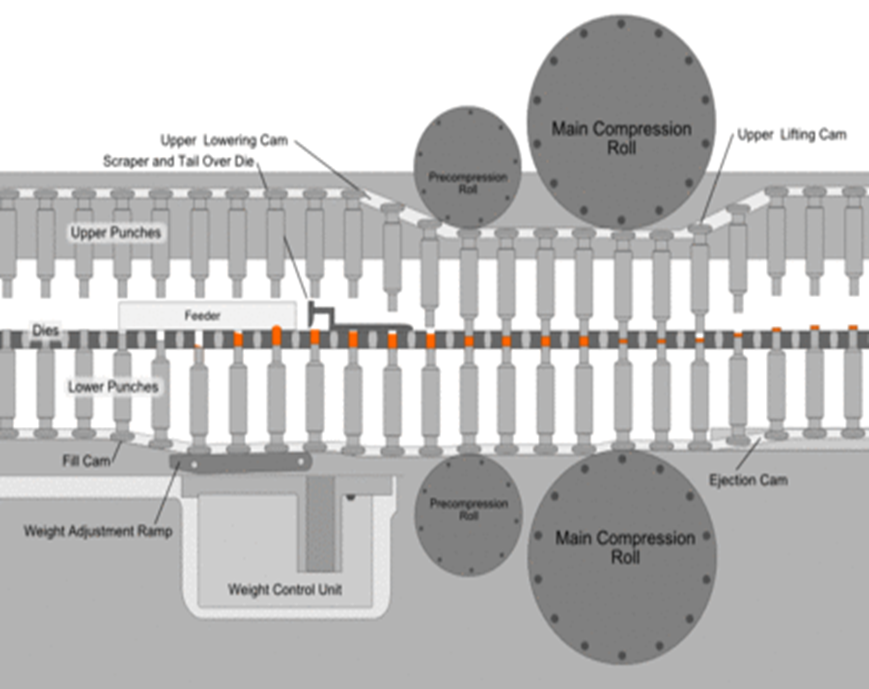 Main Compression
Roll
Upper Lowering Cam
Upper Lifting Cam
Scraper and Tail Over Die
Precompression
Roll
Upper Punches
Feeder
Dies
Lower Punches
Fill Cam
Ejection Cam
Precompression
Roll
Weight Adjustment Ramp
Main Compression
Roll
Weight Control Unit